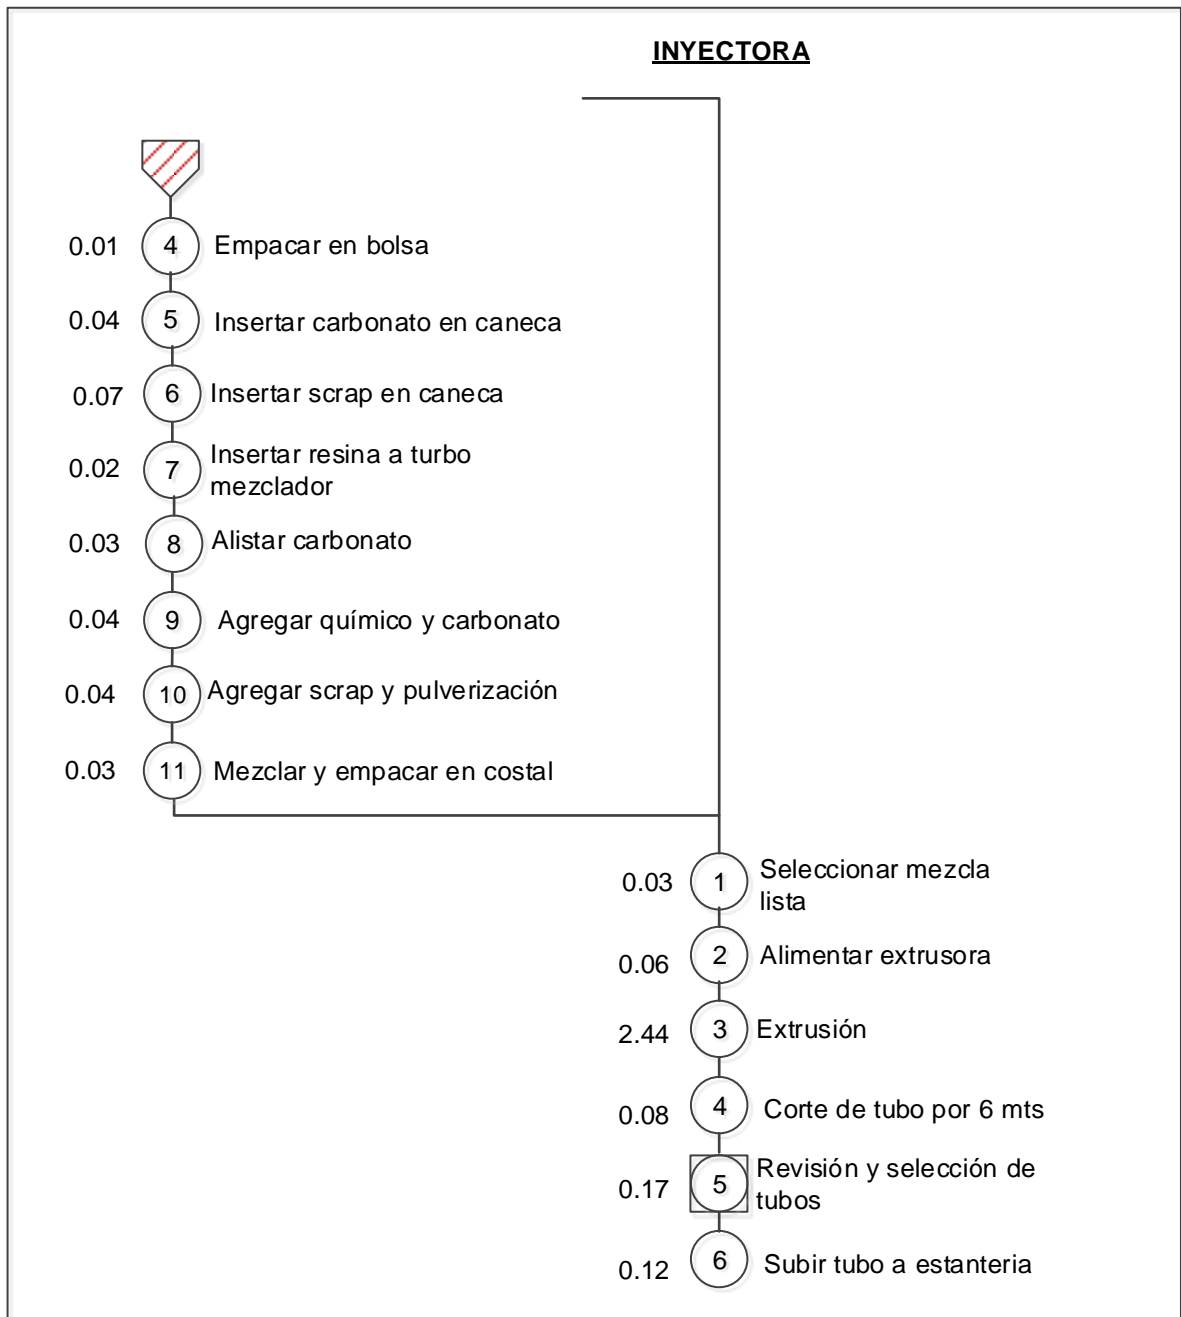 INYECTORA
0.01 4 Empacar en bolsa
0.04 5 Insertar carbonato en caneca
0.07 6 Insertar scrap en caneca
0.02 7 Insertar resina a turbo
mezclador
0.03 8 Alistar carbonato
0.04 9 Agregar químico y carbonato
0.04 10 Agregar scrap y pulverización
0.03 11 Mezclar y empacar en costal
0.03 1 Seleccionar mezcla
lista
0.06 2 Alimentar extrusora
2.44 3 Extrusión
0.08 4 Corte de tubo por 6 mts
0.17 5 Revisión y selección de
tubos
0.12 6 Subir tubo a estanteria